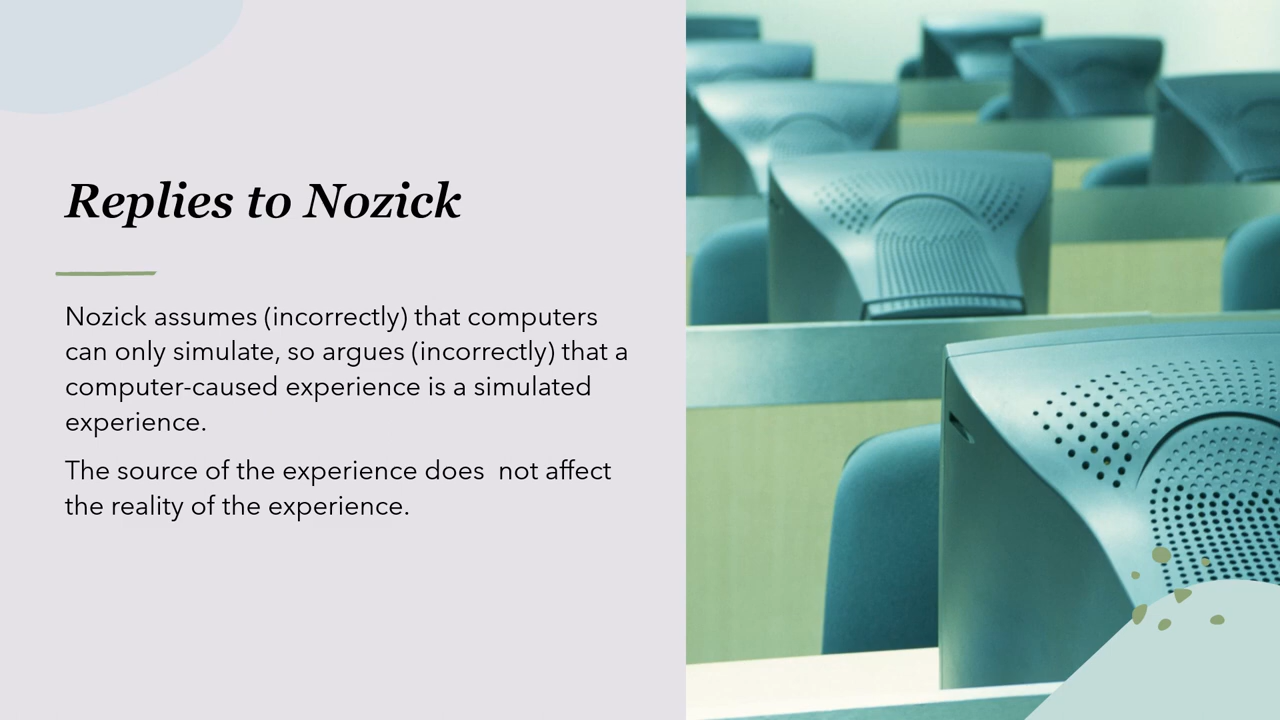 Replies to Nozick
Nozick assumes (incorrectly) that computers
can only simulate, so argues (incorrectly) that a
computer-caused experience is a simulated
experience.
The source of the experience does  not affect
the reality of the experience.